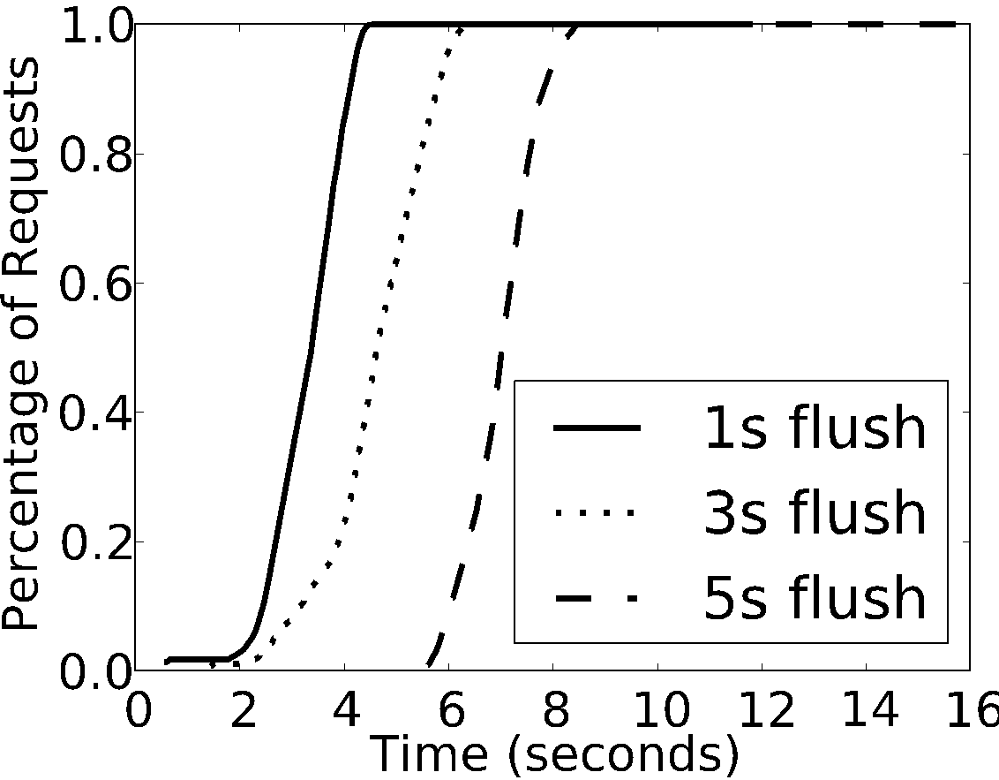 Percentage of Requests
1.0
0.8
0.6
0.4
0.2
0.0
1s flush
3s flush
5s flush
0 2 4 6 8 10 12 14 16
Time (seconds)